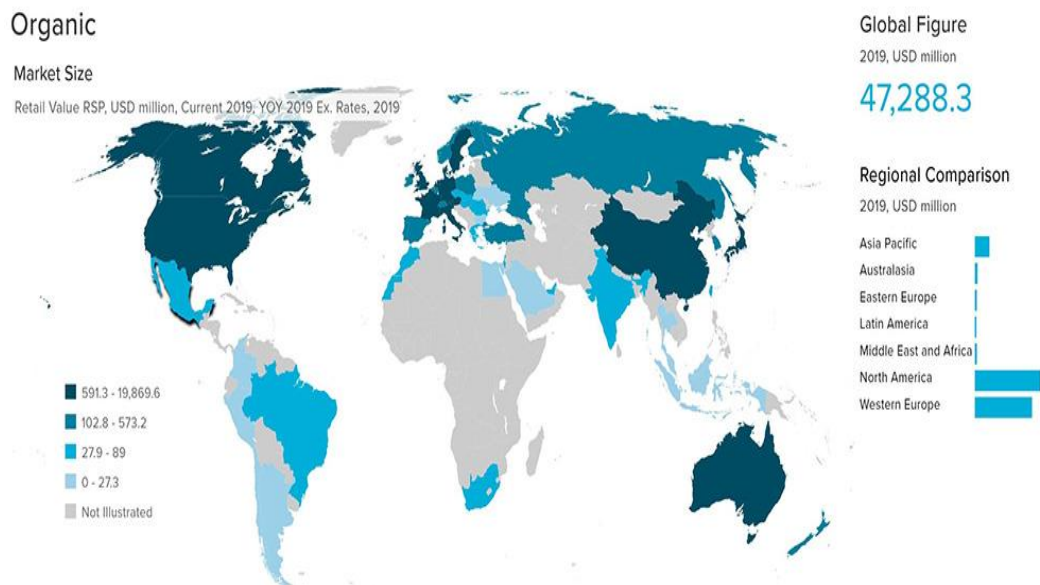 Organic
Market Size
Retail Value RSP, USD million, Current 2019, YOY 2019 Ex. Rates, 2019
591.3 - 19,869.6
102.8 - 573.2
27.9 - 89
0 - 27.3
Not Illustrated
Global Figure
2019, USD million
47,288.3
Regional Comparison
2019, USD million
Asia Pacific
Australasia
Eastern Europe
Latin America
Middle East and Africa
North America
Western Europe